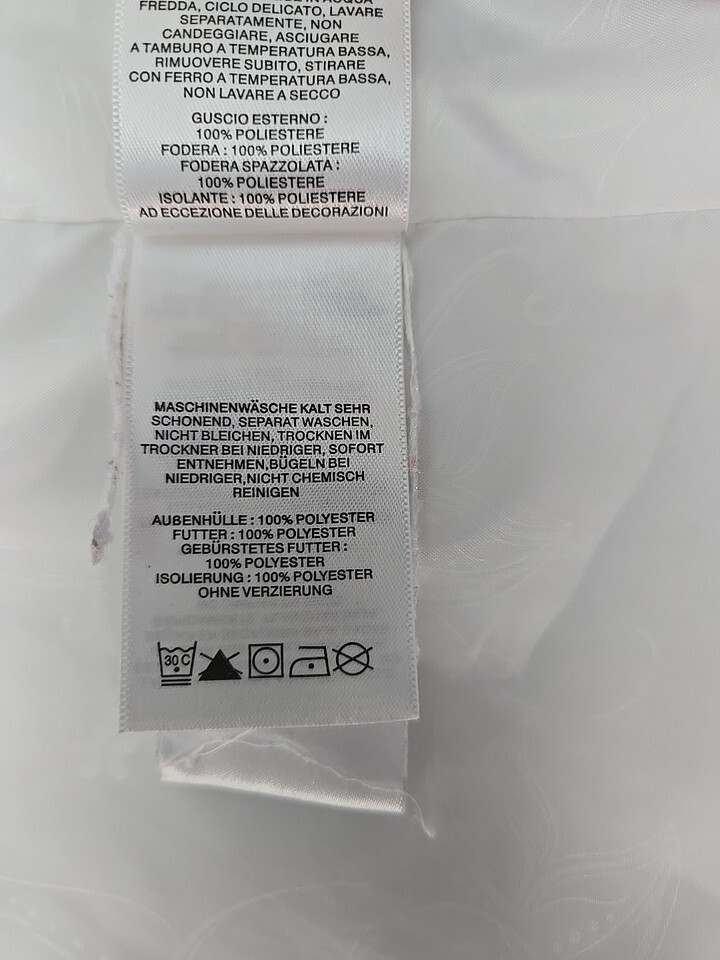 FREDDA, CICLO DELICATO, LAVARE
SEPARATAMENTE, NON
CANDEGGIARE, ASCIUGARE
A TAMBURO A TEMPERATURA BASSA,
RIMUOVERE SUBITO, STIRARE
CON FERRO A TEMPERATURA BASSA,
NON LAVARE A SECCO
GUSCIO ESTERNO :
100% POLIESTERE
FODERA : 100% POLIESTERE
FODERA SPAZZOLATA :
100% POLIESTERE
ISOLANTE : 100% POLIESTERE
AD ECCEZIONE DELLE DECORAZIONI
MASCHINENWÄSCHE KALT SEHR
SCHONEND, SEPARAT WASCHEN,
NICHT BLEICHEN, TROCKNEN IM
TROCKNER BEI NIEDRIGER, SOFORT
ENTNEHMEN,BÜGELN BEI
NIEDRIGER,NICHT CHEMISCH
REINIGEN
AUßENHÜLLE : 100% POLYESTER
FUTTER : 100% POLYESTER
GEBÜRSTETES FUTTER :
100% POLYESTER
ISOLIERUNG : 100% POLYESTER
OHNE VERZIERUNG
30 C